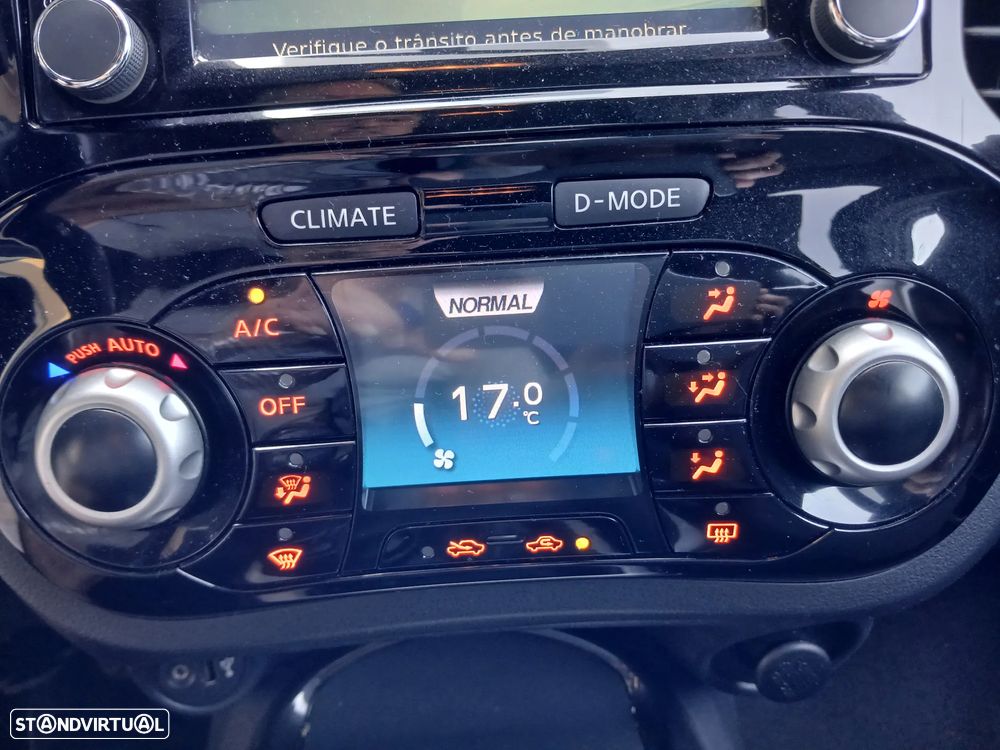 Verifique o trânsito antes de manobrar
CLIMATE
D-MODE
NORMAL
A/C
PUSH AUTO
OFF
17.0
°C
STANDVIRTUAL